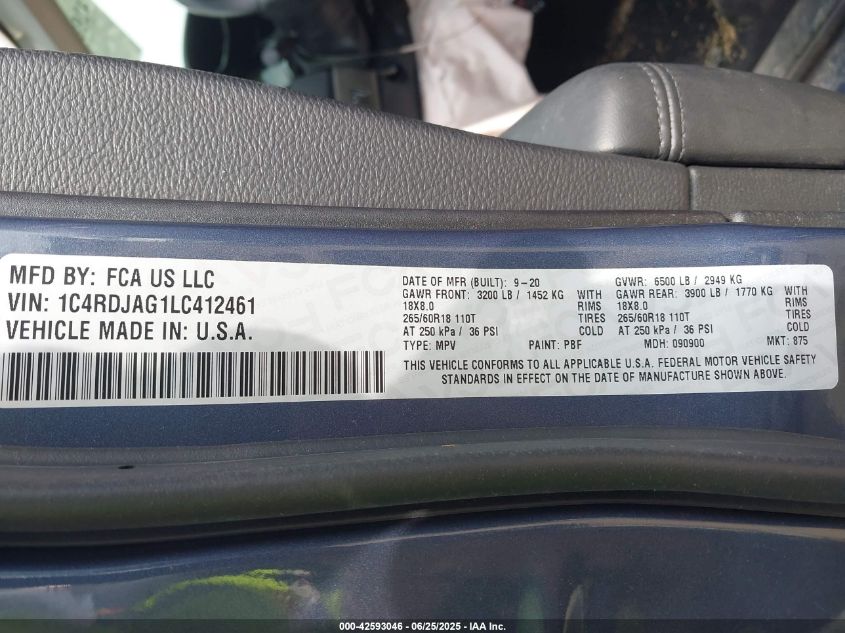 MFD BY: FCA US LLC
VIN: 1C4RDJAG1LC412461
VEHICLE MADE IN: U.S.A.
DATE OF MFR (BUILT): 9-20 GVWR: 6500 LB / 2949 KG
GAWR FRONT: 3200 LB / 1452 KG WITH GAWR REAR: 3900 LB / 1770 KG WITH
18X8.0 RIMS 18X8.0 RIMS
265/60R18 110T TIRES 265/60R18 110T TIRES
AT 250 kPa / 36 PSI COLD AT 250 kPa / 36 PSI COLD
TYPE: MPV PAINT: PBF MDH: 090900 MKT: 875
THIS VEHICLE CONFORMS TO ALL APPLICABLE U.S.A. FEDERAL MOTOR VEHICLE SAFETY
STANDARDS IN EFFECT ON THE DATE OF MANUFACTURE SHOWN ABOVE.
000-42593046 - 06/25/2025 - IAA Inc.